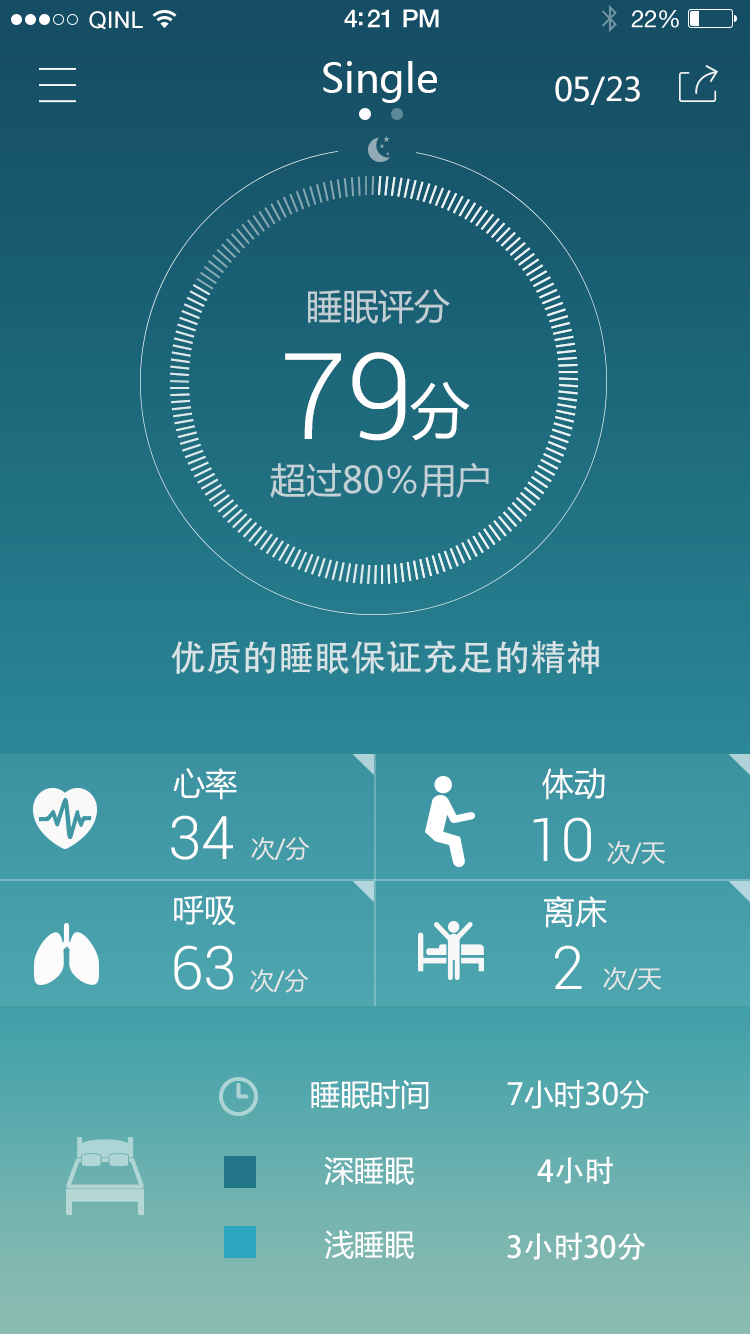 QINL 4:21 PM 22%
Single
05/23
睡眠评分
79分
超过80%用户
优质的睡眠保证充足的精神
心率
34 次/分
体动
10 次/天
呼吸
63 次/分
离床
2 次/天
睡眠时间 7小时30分
深睡眠 4小时
浅睡眠 3小时30分